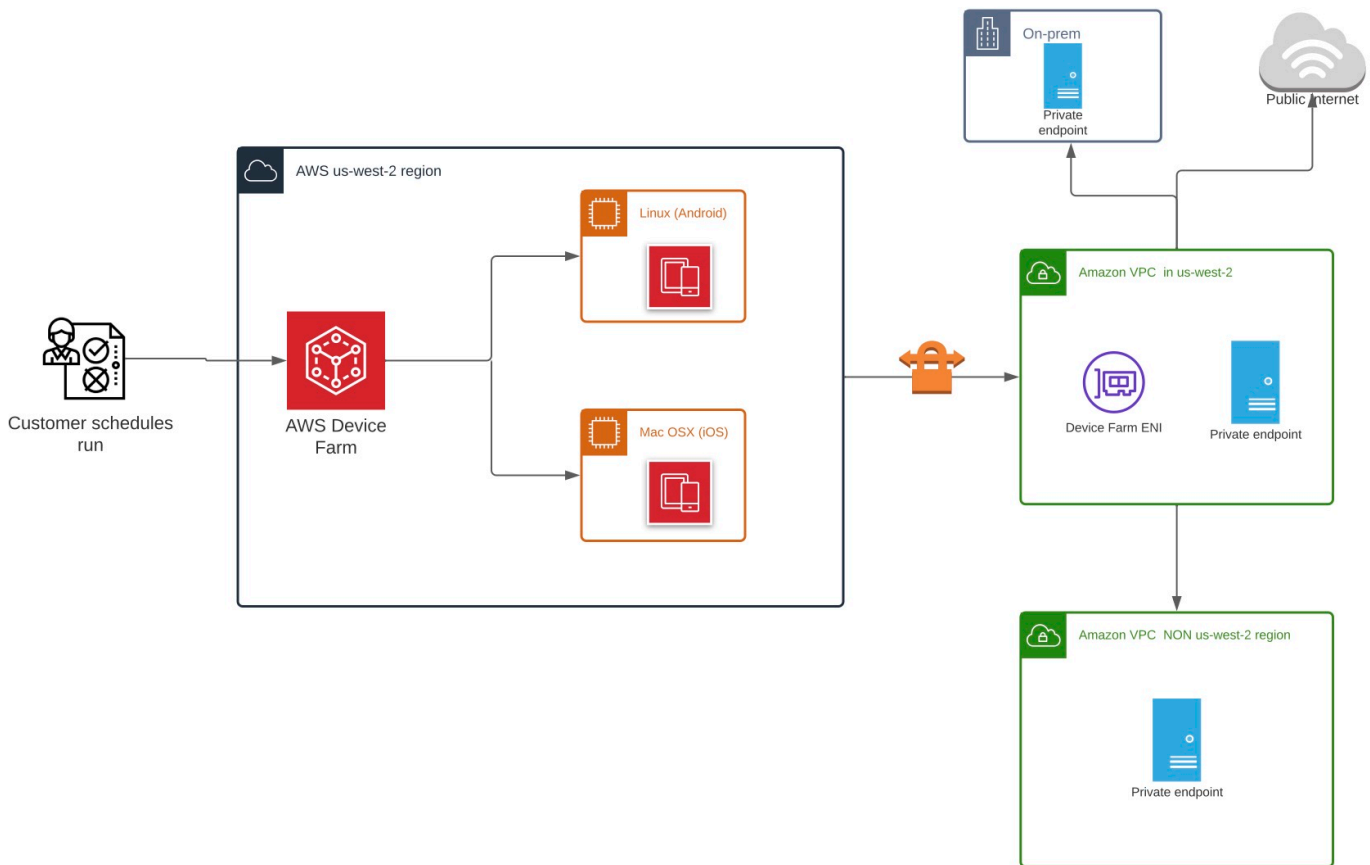 On-prem
Private
endpoint
Public Internet
AWS us-west-2 region
Linux (Android)
Amazon VPC in us-west-2
Customer schedules
run
AWS Device
Farm
Mac OSX (iOS)
Device Farm ENI
Private endpoint
Amazon VPC NON us-west-2 region
Private endpoint